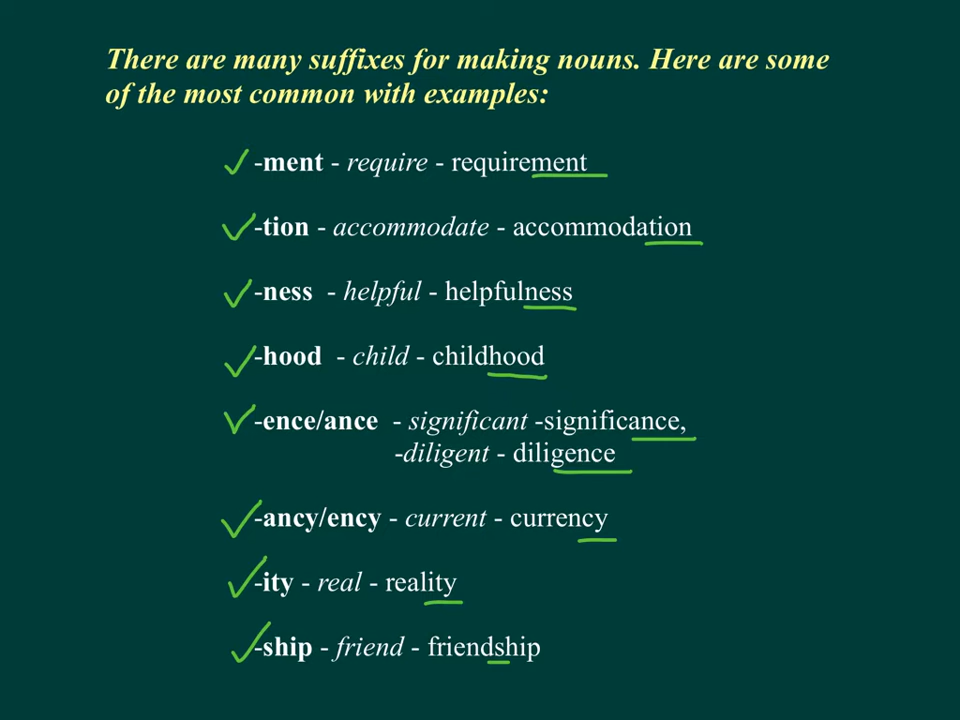 There are many suffixes for making nouns. Here are some
of the most common with examples:
-ment - require - requirement
-tion - accommodate - accommodation
-ness - helpful - helpfulness
-hood - child - childhood
-ence/ance - significant -significance,
-diligent - diligence
-ancy/ency - current - currency
-ity - real - reality
-ship - friend - friendship